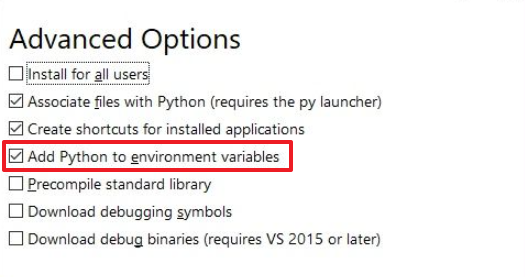 Advanced Options
Install for all users
Associate files with Python (requires the py launcher)
Create shortcuts for installed applications
Add Python to environment variables
Precompile standard library
Download debugging symbols
Download debug binaries (requires VS 2015 or later)